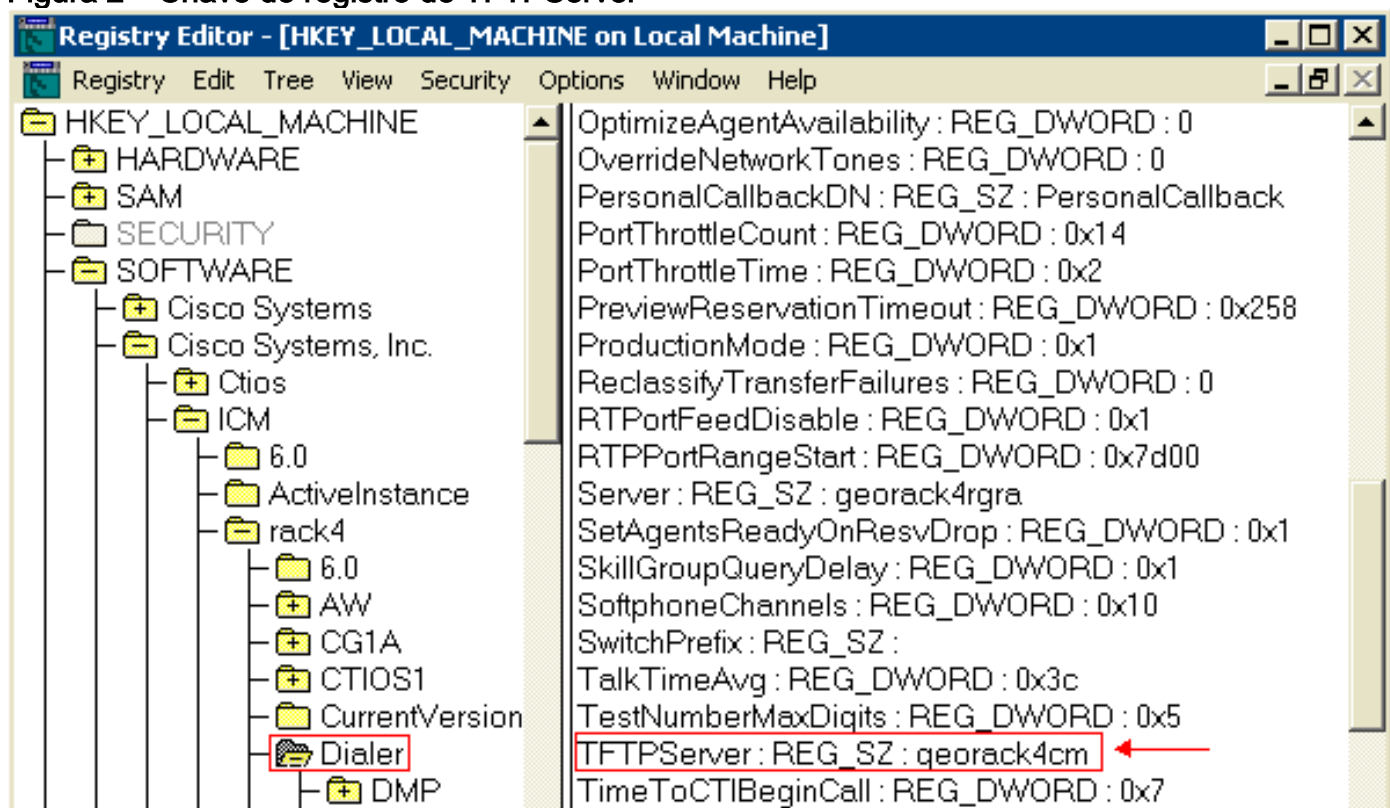 Registry Editor - [HKEY_LOCAL_MACHINE on Local Machine]
Registry Edit Tree View Security Options Window Help
HKEY_LOCAL_MACHINE
HARDWARE
SAM
SECURITY
SOFTWARE
Cisco Systems
Cisco Systems, Inc.
Ctios
ICM
6.0
ActiveInstance
rack4
6.0
AW
CG1A
CTIOS1
CurrentVersion
Dialer
DMP
OptimizeAgentAvailability : REG_DWORD : 0
OverrideNetworkTones : REG_DWORD : 0
PersonalCallbackDN : REG_SZ : PersonalCallback
PortThrottleCount : REG_DWORD : 0x14
PortThrottleTime : REG_DWORD : 0x2
PreviewReservationTimeout : REG_DWORD : 0x258
ProductionMode : REG_DWORD : 0x1
ReclassifyTransferFailures : REG_DWORD : 0
RTPortFeedDisable : REG_DWORD : 0x1
RTPPortRangeStart : REG_DWORD : 0x7d00
Server : REG_SZ : georack4rgra
SetAgentsReadyOnResvDrop : REG_DWORD : 0x1
SkillGroupQueryDelay : REG_DWORD : 0x1
SoftphoneChannels : REG_DWORD : 0x10
SwitchPrefix : REG_SZ :
TalkTimeAvg : REG_DWORD : 0x3c
TestNumberMaxDigits : REG_DWORD : 0x5
TFTPServer : REG_SZ : georack4cm
TimeToCTIBeginCall : REG_DWORD : 0x7